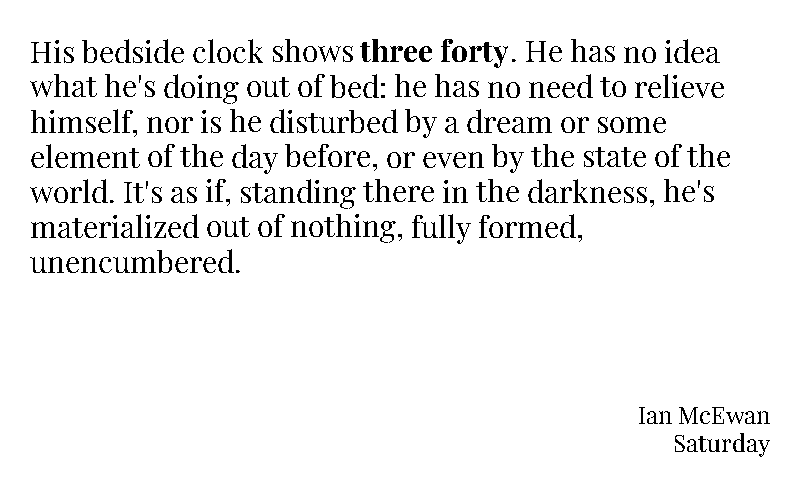 His bedside clock shows three forty. He has no idea
what he's doing out of bed: he has no need to relieve
himself, nor is he disturbed by a dream or some
element of the day before, or even by the state of the
world. It's as if, standing there in the darkness, he's
materialized out of nothing, fully formed,
unencumbered.
Ian McEwan
Saturday